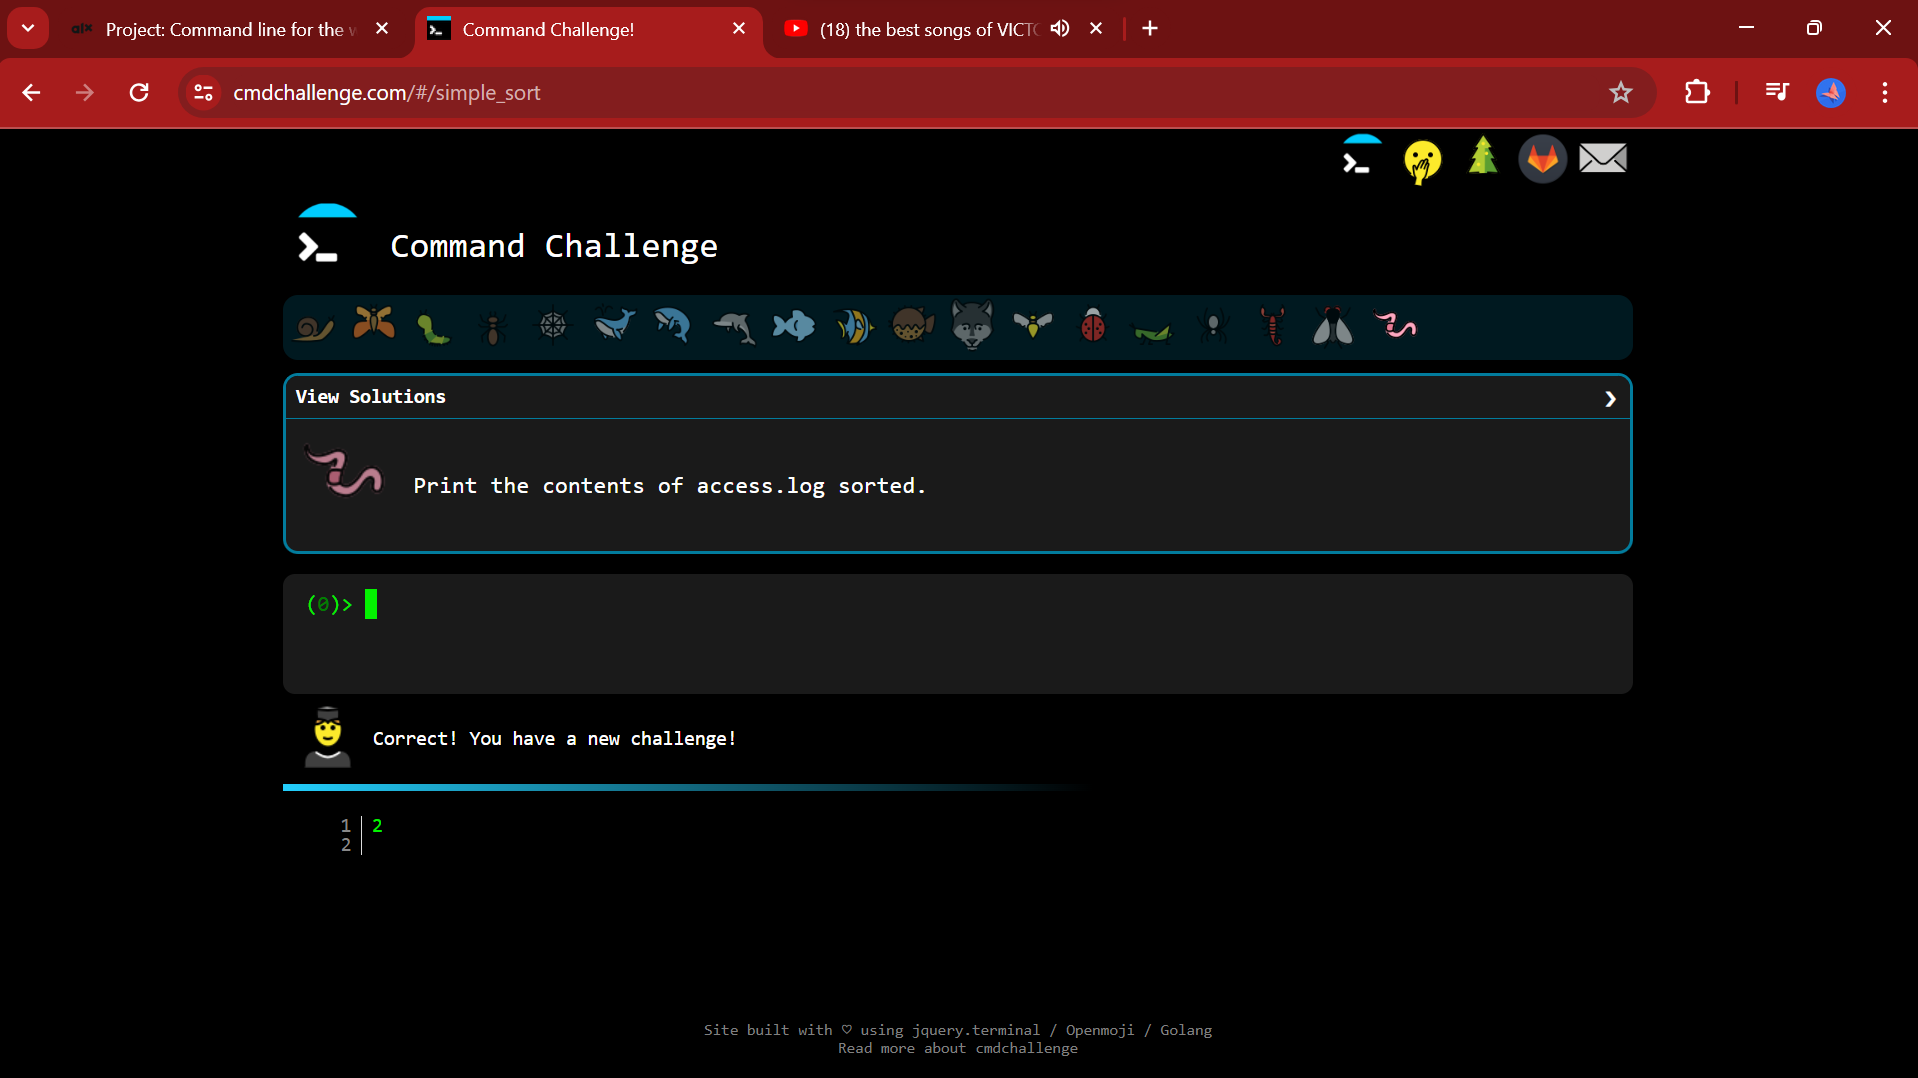 alx Project: Command line for the w
Command Challenge!
(18) the best songs of VICTO
cmdchallenge.com/#/simple_sort
Command Challenge
View Solutions
Print the contents of access.log sorted.
(0)>
Correct! You have a new challenge!
1 2
2
Site built with ♡ using jquery.terminal / Openmoji / Golang
Read more about cmdchallenge